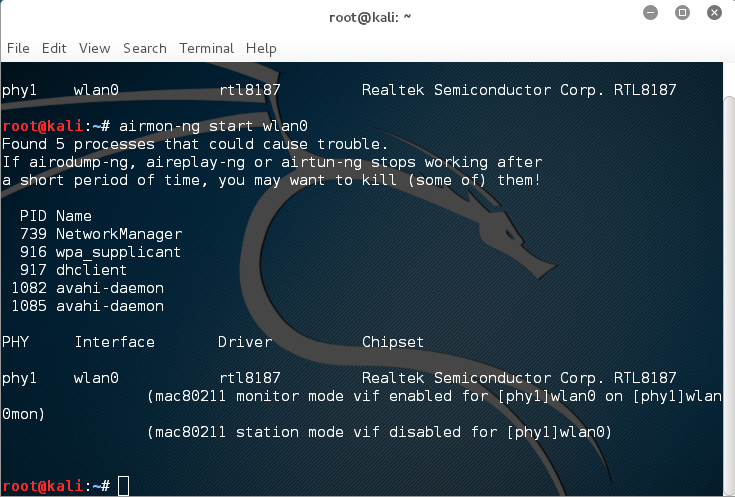 root@kali: ~
File Edit View Search Terminal Help
phy1 wlan0 rtl8187 Realtek Semiconductor Corp. RTL8187
root@kali:~# airmon-ng start wlan0
Found 5 processes that could cause trouble.
If airodump-ng, aireplay-ng or airtun-ng stops working after
a short period of time, you may want to kill (some of) them!
PID Name
739 NetworkManager
916 wpa_supplicant
917 dhclient
1082 avahi-daemon
1085 avahi-daemon
PHY Interface Driver Chipset
phy1 wlan0 rtl8187 Realtek Semiconductor Corp. RTL8187
(mac80211 monitor mode vif enabled for [phy1]wlan0 on [phy1]wlan
0mon)
(mac80211 station mode vif disabled for [phy1]wlan0)
root@kali:~#